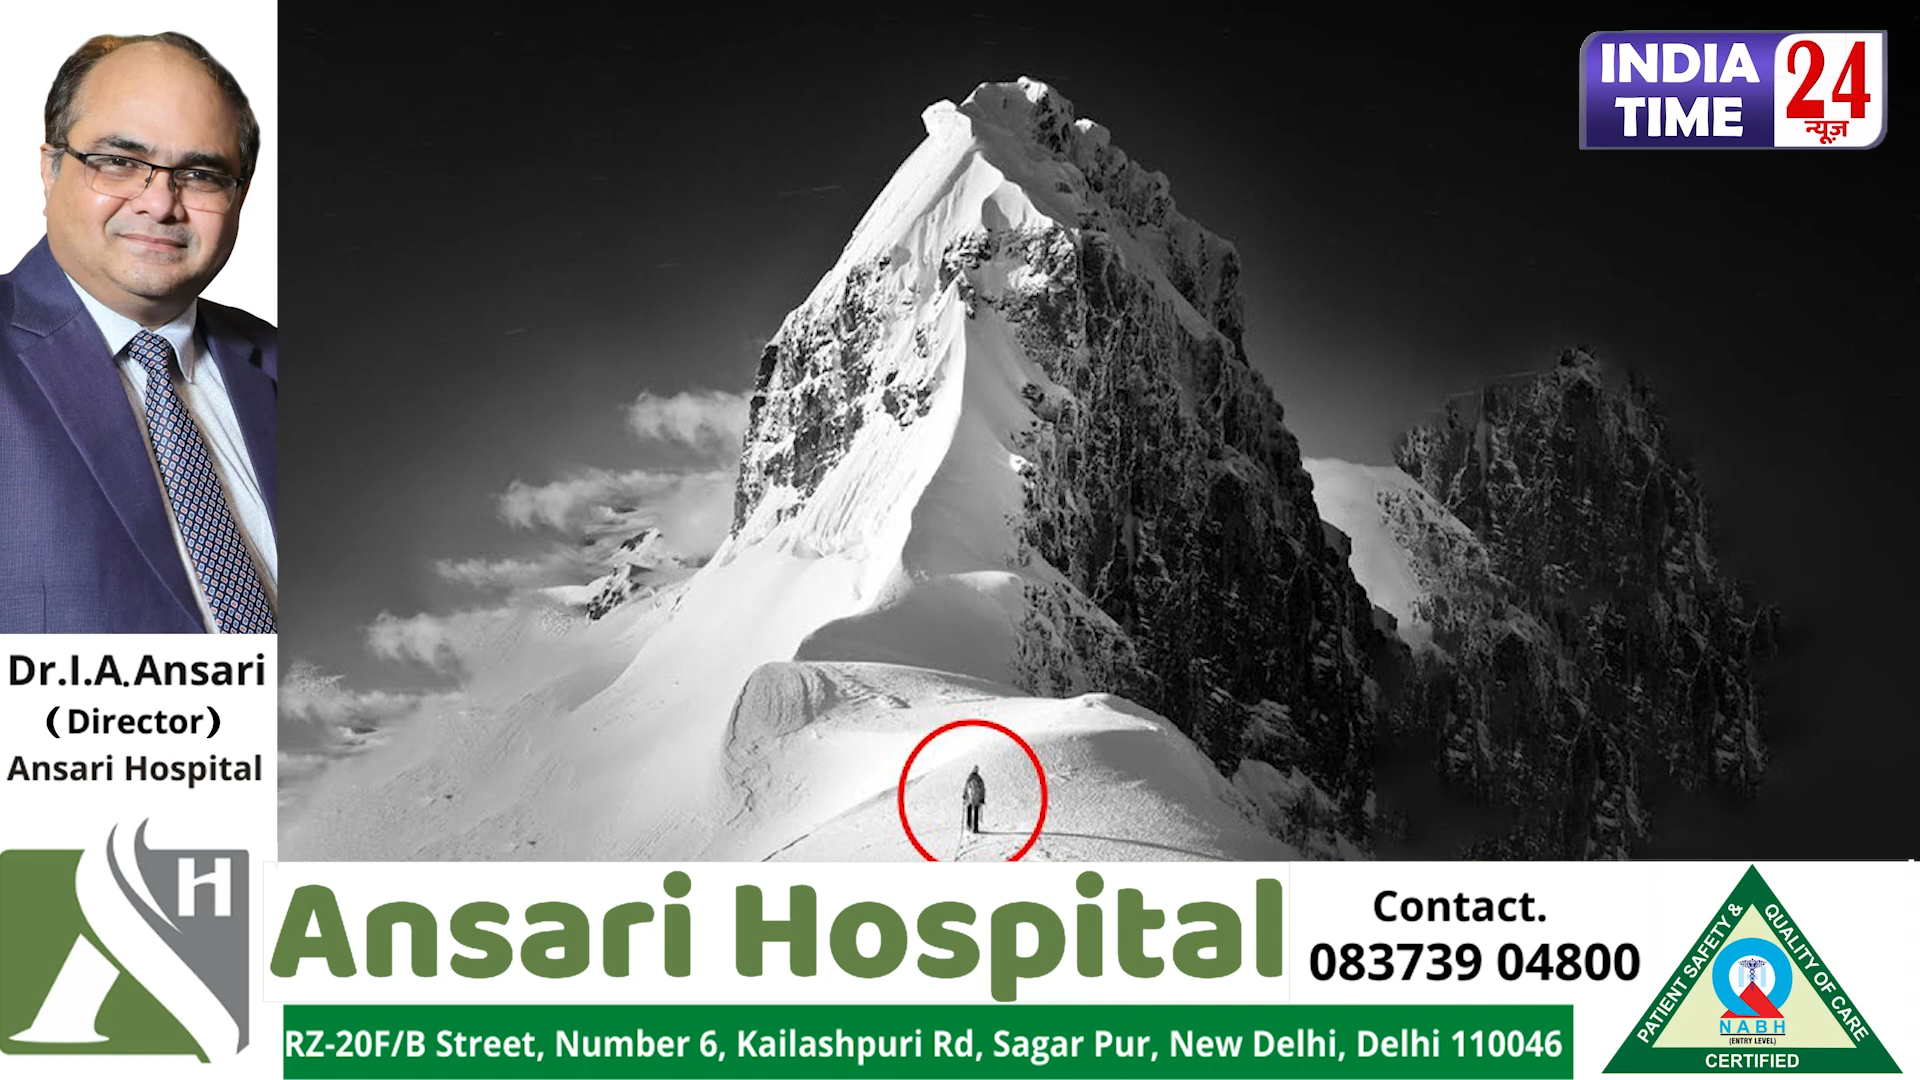 INDIA
TIME
24
न्यूज़
Dr.I.A.Ansari
(Director)
Ansari Hospital
H
Ansari Hospital
Contact.
083739 04800
RZ-20F/B Street, Number 6, Kailashpuri Rd, Sagar Pur, New Delhi, Delhi 110046
PATIENT SAFETY &
QUALITY OF CARE
NABH
(ENTRY LEVEL)
CERTIFIED